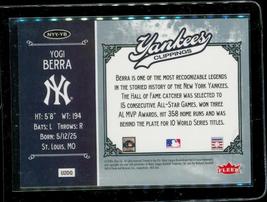 NYY-YB
YOGI
BERRA
NY
HT: 5'8" WT: 194
BATS: L THROWS: R
BORN: 5/12/25
ST. LOUIS, MO
U200
Yankees
CLIPPINGS
BERRA IS ONE OF THE MOST RECOGNIZABLE LEGENDS
IN THE STORIED HISTORY OF THE NEW YORK YANKEES.
THE HALL OF FAME CATCHER WAS SELECTED TO
15 CONSECUTIVE ALL-STAR GAMES, WON THREE
AL MVP AWARDS, HIT 358 HOME RUNS AND WAS
BEHIND THE PLATE FOR 10 WORLD SERIES TITLES.
FLEER